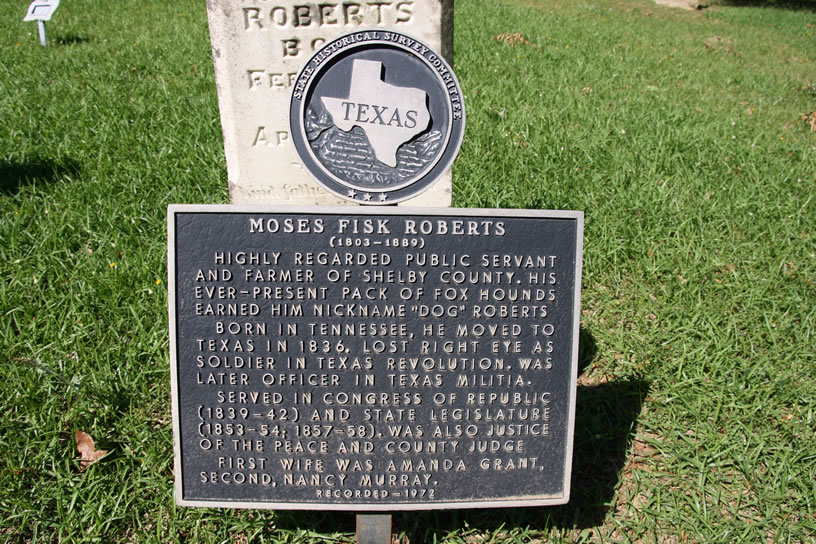 ROBERTS
STATE HISTORICAL SURVEY COMMITTEE
TEXAS
MOSES FISK ROBERTS
(1803-1889)
HIGHLY REGARDED PUBLIC SERVANT
AND FARMER OF SHELBY COUNTY. HIS
EVER-PRESENT PACK OF FOX HOUNDS
EARNED HIM NICKNAME "DOG" ROBERTS
BORN IN TENNESSEE, HE MOVED TO
TEXAS IN 1836, LOST RIGHT EYE AS
SOLDIER IN TEXAS REVOLUTION. WAS
LATER OFFICER IN TEXAS MILITIA.
SERVED IN CONGRESS OF REPUBLIC
(1839-42) AND STATE LEGISLATURE
(1853-54; 1857-58). WAS ALSO JUSTICE
OF THE PEACE AND COUNTY JUDGE
FIRST WIFE WAS AMANDA GRANT,
SECOND, NANCY MURRAY.
RECORDED-1972